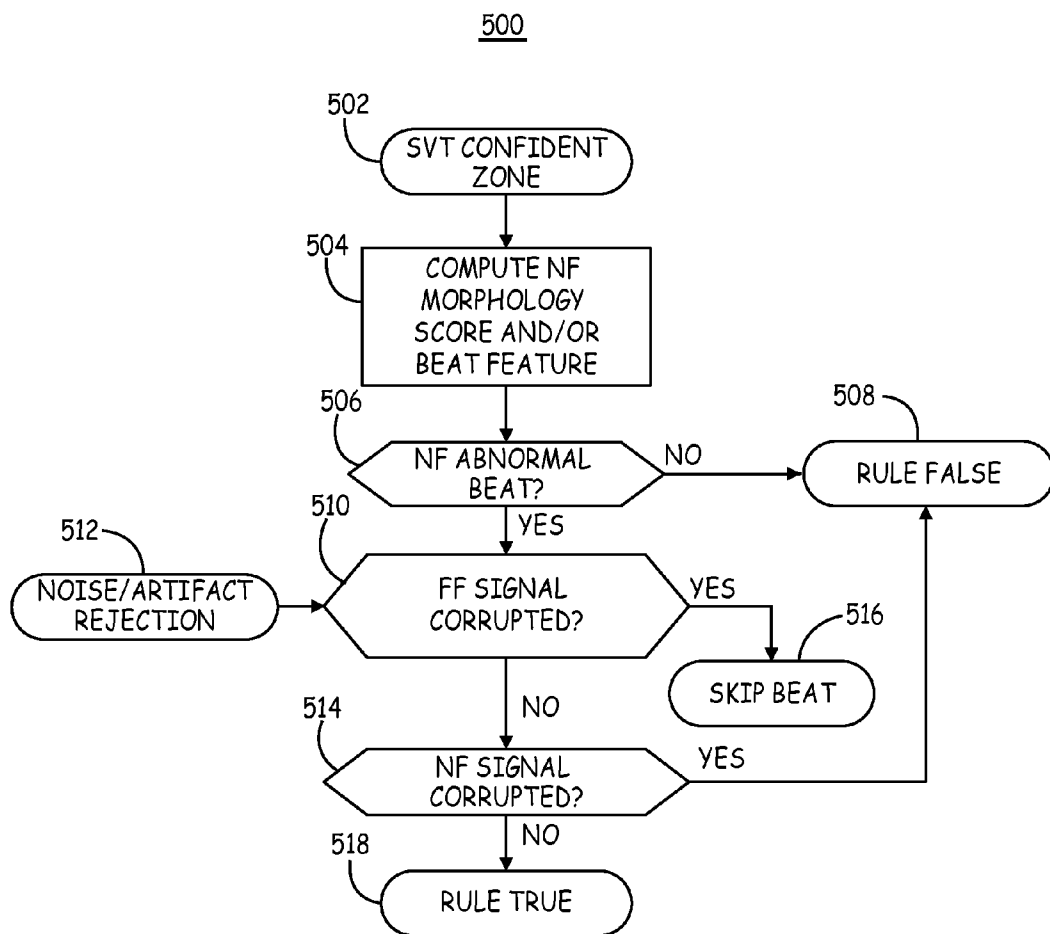 500
502
SVT CONFIDENT
ZONE
504
COMPUTE NF
MORPHOLOGY
SCORE AND/OR
BEAT FEATURE
506
NF ABNORMAL
BEAT?
NO
508
RULE FALSE
YES
510
512
NOISE/ARTIFACT
REJECTION
FF SIGNAL
CORRUPTED?
YES
516
SKIP BEAT
NO
514
NF SIGNAL
CORRUPTED?
YES
NO
518
RULE TRUE